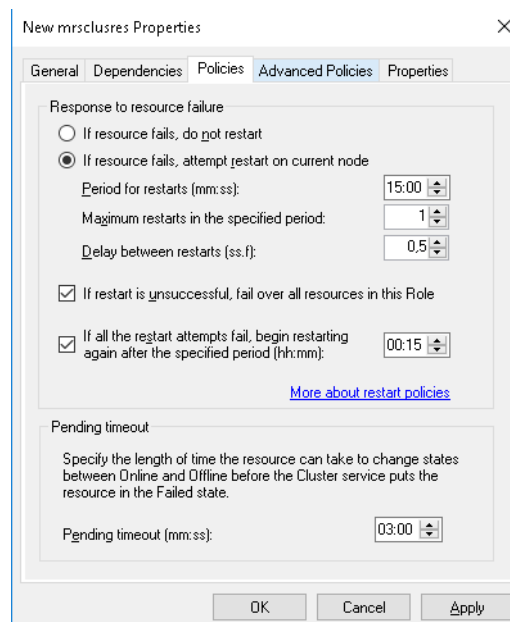 New mrsclusres Properties
General Dependencies Policies Advanced Policies Properties
Response to resource failure
If resource fails, do not restart
If resource fails, attempt restart on current node
Period for restarts (mm:ss): 15:00
Maximum restarts in the specified period: 1
Delay between restarts (ss.f): 0,5
If restart is unsuccessful, fail over all resources in this Role
If all the restart attempts fail, begin restarting
again after the specified period (hh:mm): 00:15
More about restart policies
Pending timeout
Specify the length of time the resource can take to change states
between Online and Offline before the Cluster service puts the
resource in the Failed state.
Pending timeout (mm:ss): 03:00
OK Cancel Apply